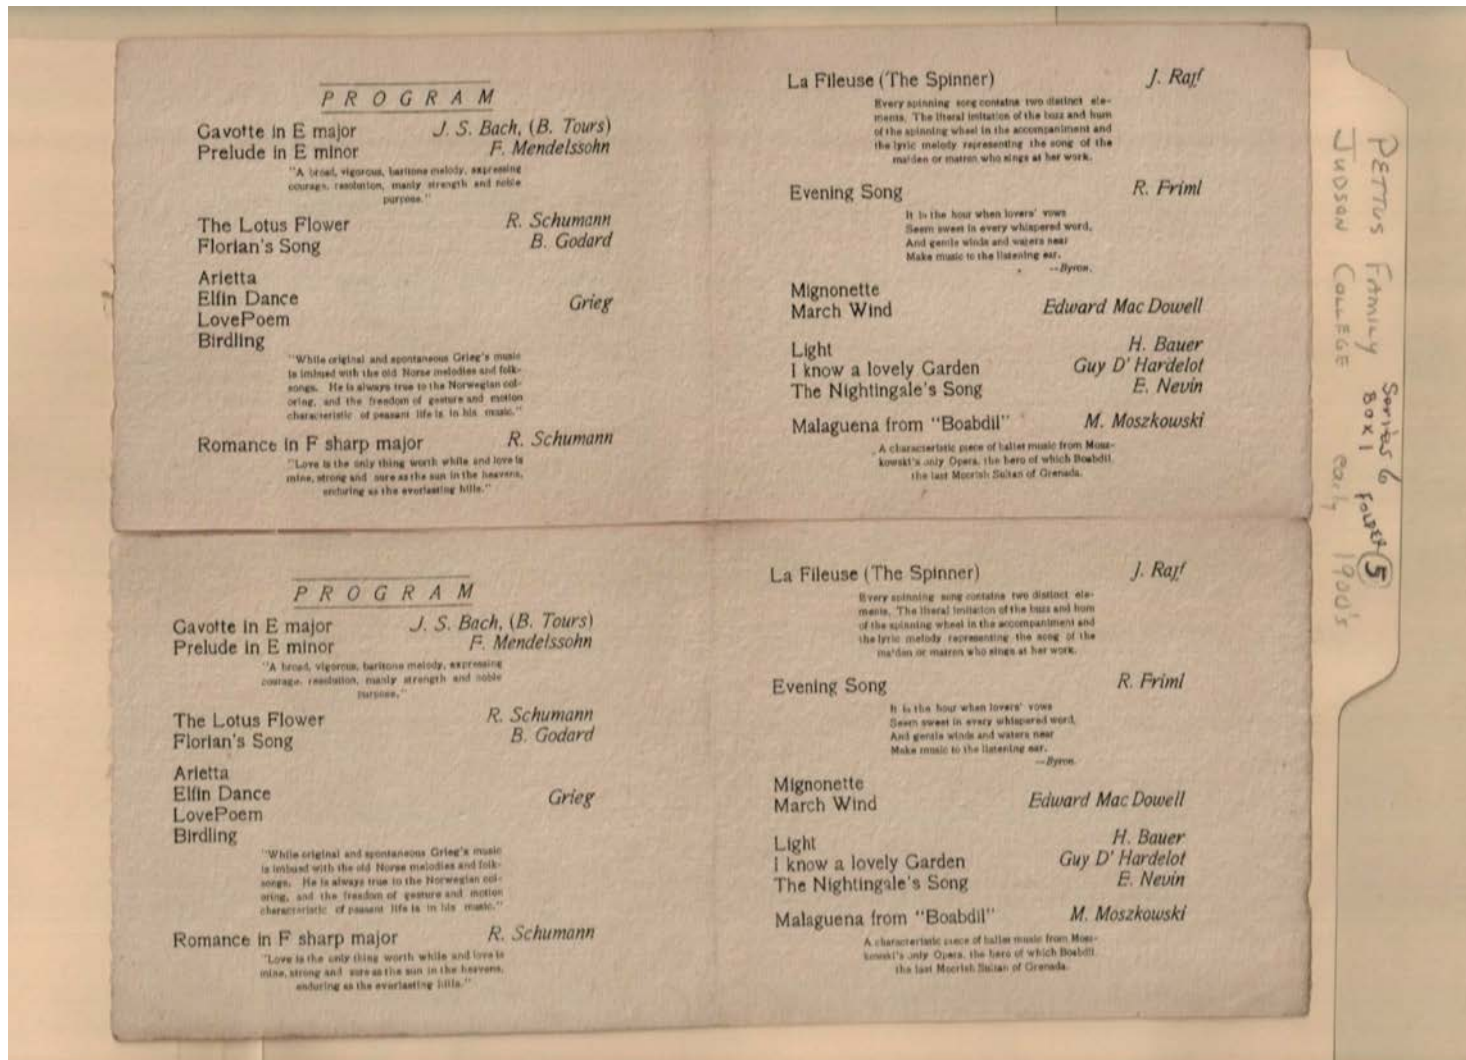 PROGRAM
Gavotte in E major J. S. Bach, (B. Tours)
Prelude in E minor F. Mendelssohn
"A broad, vigorous, baritone melody, expressing
courage, resolution, manly strength and noble
purpose."
The Lotus Flower R. Schumann
Florian's Song B. Godard
Arietta
Elfin Dance Grieg
LovePoem
Birdling
"While original and spontaneous Grieg's music
is imbued with the old Norse melodies and folk-
songs. He is always true to the Norwegian col-
oring, and the freedom of gesture and motion
characteristic of peasant life is in his music."
Romance in F sharp major R. Schumann
"Love is the only thing worth while and love is
mine, strong and sure as the sun in the heavens,
enduring as the everlasting hills."
La Fileuse (The Spinner) J. Raff
Every spinning song contains two distinct ele-
ments. The literal imitation of the buzz and hum
of the spinning wheel in the accompaniment and
the lyric melody representing the song of the
maiden or matron who sings at her work.
Evening Song R. Friml
It is the hour when lovers' vows
Seem sweet in every whispered word,
And gentle winds and waters near
Make music to the listening ear.
—Byron.
Mignonette
March Wind Edward Mac Dowell
Light H. Bauer
I know a lovely Garden Guy D' Hardelot
The Nightingale's Song E. Nevin
Malaguena from "Boabdil" M. Moszkowski
A characteristic piece of ballet music from Mosz-
kowski's only Opera, the hero of which Boabdil,
the last Moorish Sultan of Grenada.
PROGRAM
Gavotte in E major J. S. Bach, (B. Tours)
Prelude in E minor F. Mendelssohn
"A broad, vigorous, baritone melody, expressing
courage, resolution, manly strength and noble
purpose."
The Lotus Flower R. Schumann
Florian's Song B. Godard
Arietta
Elfin Dance Grieg
LovePoem
Birdling
"While original and spontaneous Grieg's music
is imbued with the old Norse melodies and folk-
songs. He is always true to the Norwegian col-
oring, and the freedom of gesture and motion
characteristic of peasant life is in his music."
Romance in F sharp major R. Schumann
"Love is the only thing worth while and love is
mine, strong and sure as the sun in the heavens,
enduring as the everlasting hills."
La Fileuse (The Spinner) J. Raff
Every spinning song contains two distinct ele-
ments. The literal imitation of the buzz and hum
of the spinning wheel in the accompaniment and
the lyric melody representing the song of the
maiden or matron who sings at her work.
Evening Song R. Friml
It is the hour when lovers' vows
Seem sweet in every whispered word,
And gentle winds and waters near
Make music to the listening ear.
—Byron.
Mignonette
March Wind Edward Mac Dowell
Light H. Bauer
I know a lovely Garden Guy D' Hardelot
The Nightingale's Song E. Nevin
Malaguena from "Boabdil" M. Moszkowski
A characteristic piece of ballet music from Mosz-
kowski's only Opera, the hero of which Boabdil,
the last Moorish Sultan of Grenada.
PETTUS FAMILY Series 6
BOX 1 FOLDER 5
JUDSON COLLEGE early 1900's